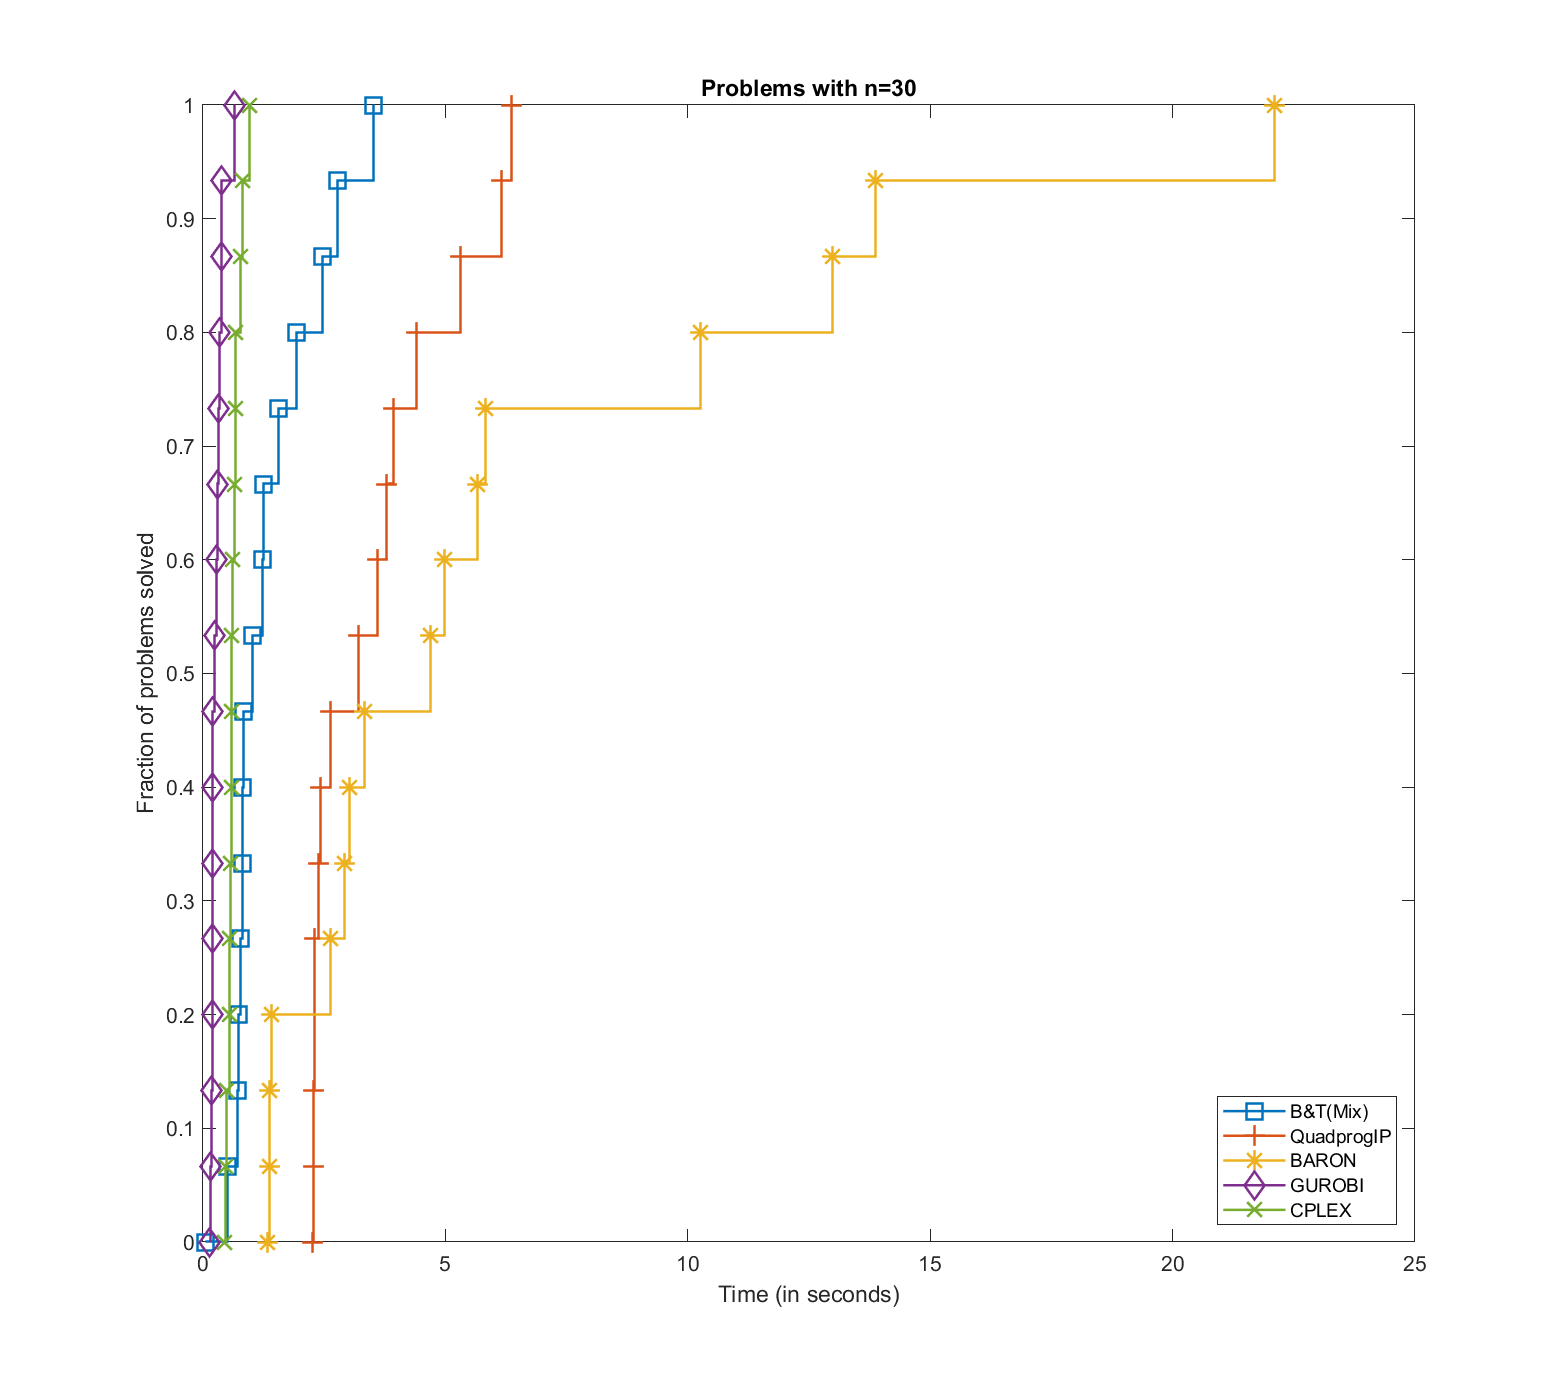 Problems with n=30
Fraction of problems solved
1
0.9
0.8
0.7
0.6
0.5
0.4
0.3
0.2
0.1
0
0 5 10 15 20 25
Time (in seconds)
B&T(Mix)
QuadprogIP
BARON
GUROBI
CPLEX